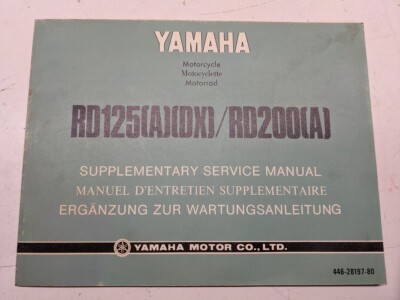 YAMAHA
Motorcycle
Motocyclette
Motorrad
RD125(A)(DX)/RD200(A)
SUPPLEMENTARY SERVICE MANUAL
MANUEL D'ENTRETIEN SUPPLEMENTAIRE
ERGÄNZUNG ZUR WARTUNGSANLEITUNG
YAMAHA MOTOR CO., LTD.
446-28197-80